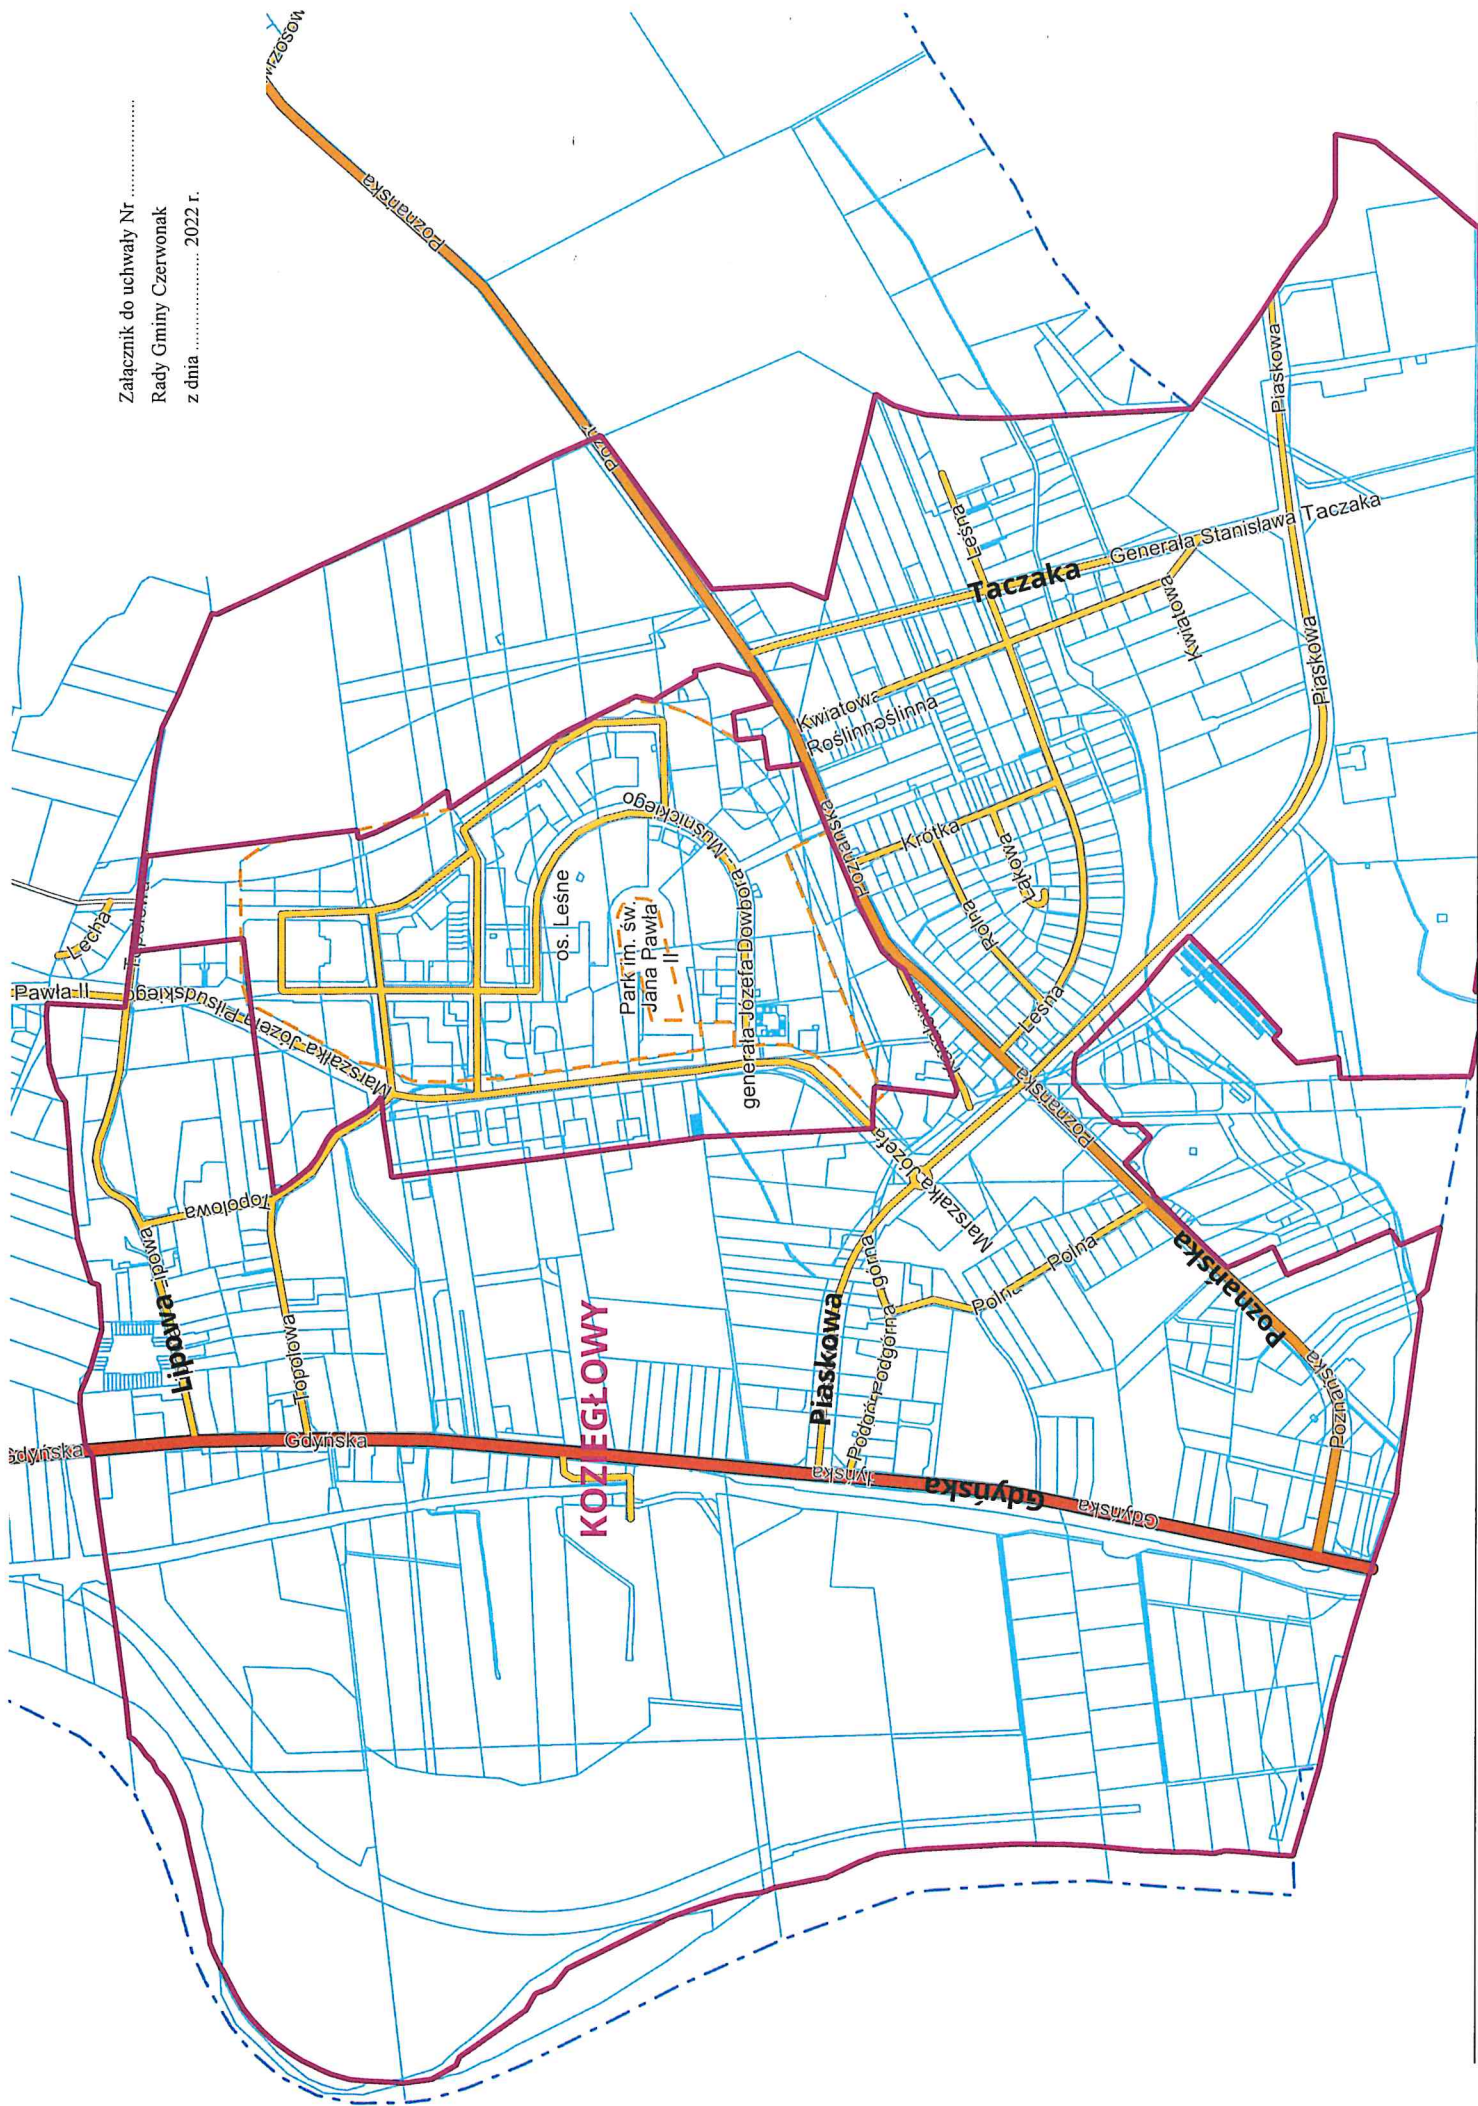 Załącznik do uchwały Nr ......................
Rady Gminy Czerwonak
z dnia ..................... 2022 r.
Poznańska
Lecha
Pawła II
Marszałka Józefa Piłsudskiego
Lipowa
Topolowa
Lipowa
Topolowa
Gdyńska
Gdyńska
KOZIEGŁOWY
os. Leśne
Park im. św.
Jana Pawła
II
generała Józefa Dowbora - Muśnickiego
Poznańska
Kwiatowa
Roślinna
Krótka
Łąkowa
Rolna
Leśna
Leśna
Taczaka
Generała Stanisława Taczaka
Kwiatowa
Piaskowa
Piaskowa
Poznańska
Marszałka Józefa
Piaskowa
Podgórna
Polna
Polna
Poznańska
Poznańska
Gdyńska
Gdyńska